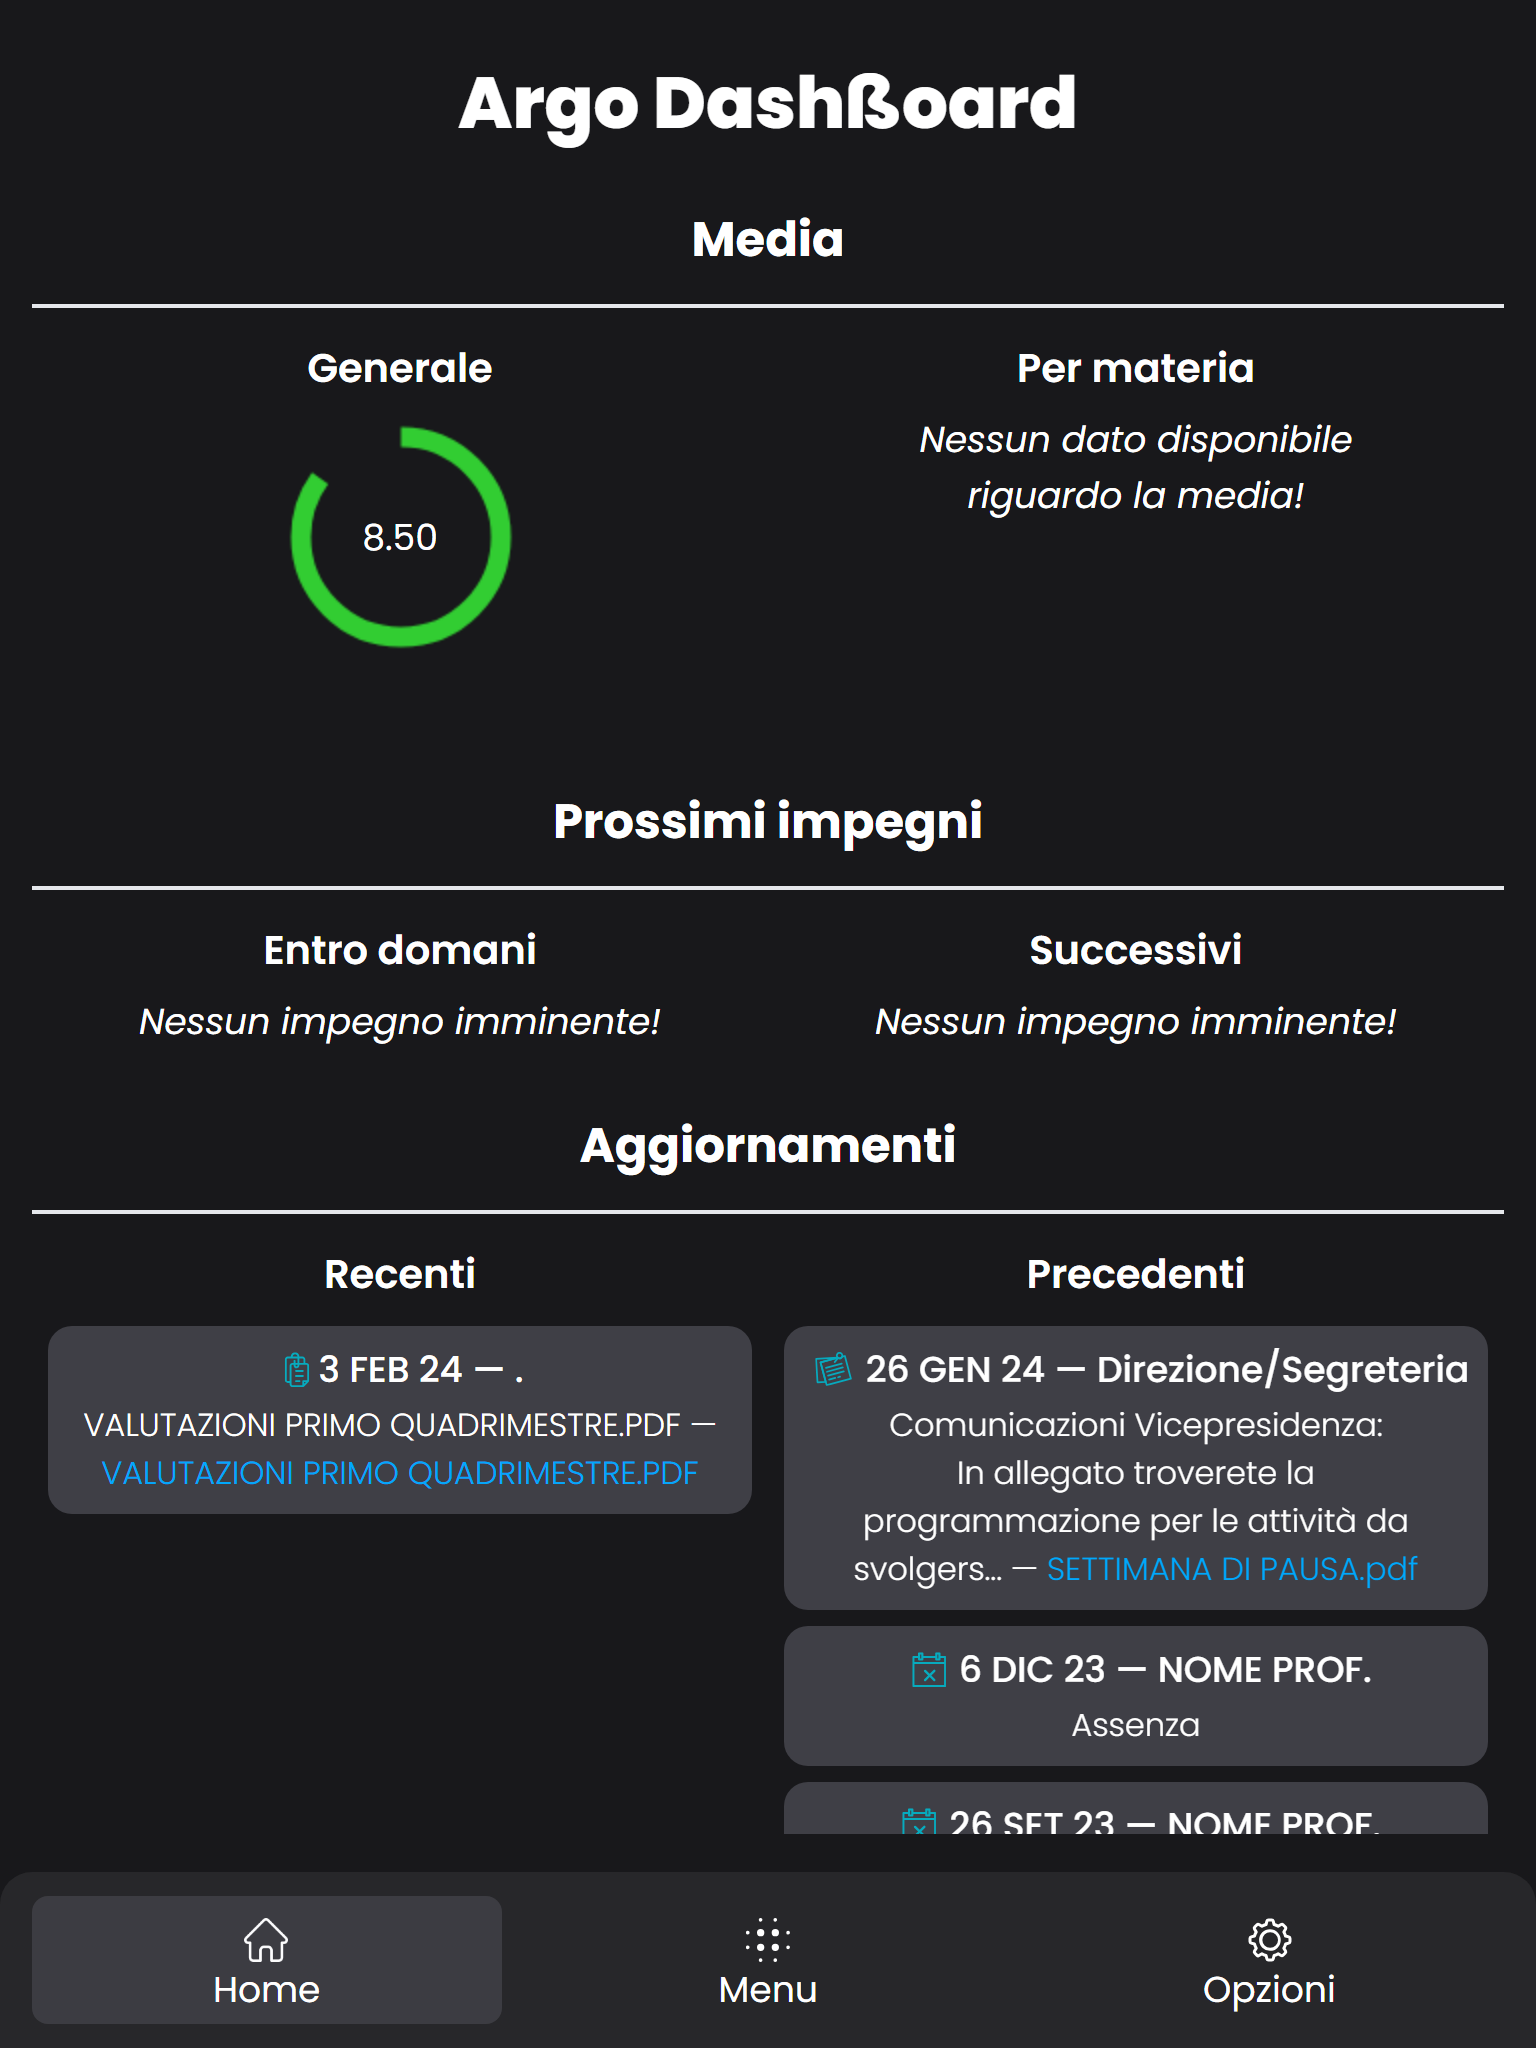 Argo Dashßoard
Media
Generale
8.50
Per materia
Nessun dato disponibile
riguardo la media!
Prossimi impegni
Entro domani
Nessun impegno imminente!
Successivi
Nessun impegno imminente!
Aggiornamenti
Recenti
3 FEB 24 — .
VALUTAZIONI PRIMO QUADRIMESTRE.PDF —
VALUTAZIONI PRIMO QUADRIMESTRE.PDF
Precedenti
26 GEN 24 — Direzione/Segreteria
Comunicazioni Vicepresidenza:
In allegato troverete la
programmazione per le attività da
svolgers... — SETTIMANA DI PAUSA.pdf
6 DIC 23 — NOME PROF.
Assenza
26 SET 23 — NOME PROF.
Home
Menu
Opzioni